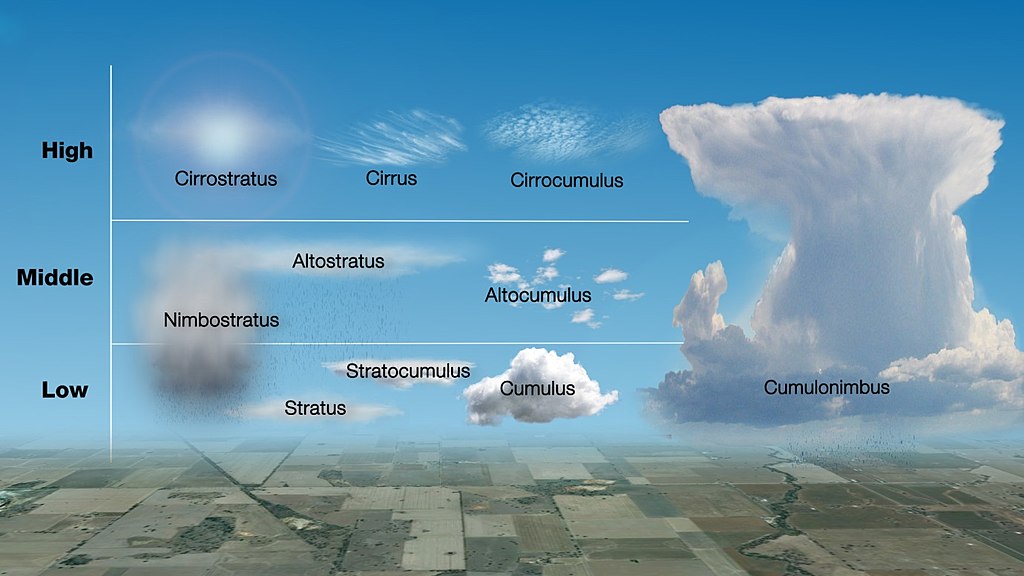 High
Cirrostratus
Cirrus
Cirrocumulus
Middle
Altostratus
Altocumulus
Nimbostratus
Low
Stratocumulus
Cumulus
Cumulonimbus
Stratus